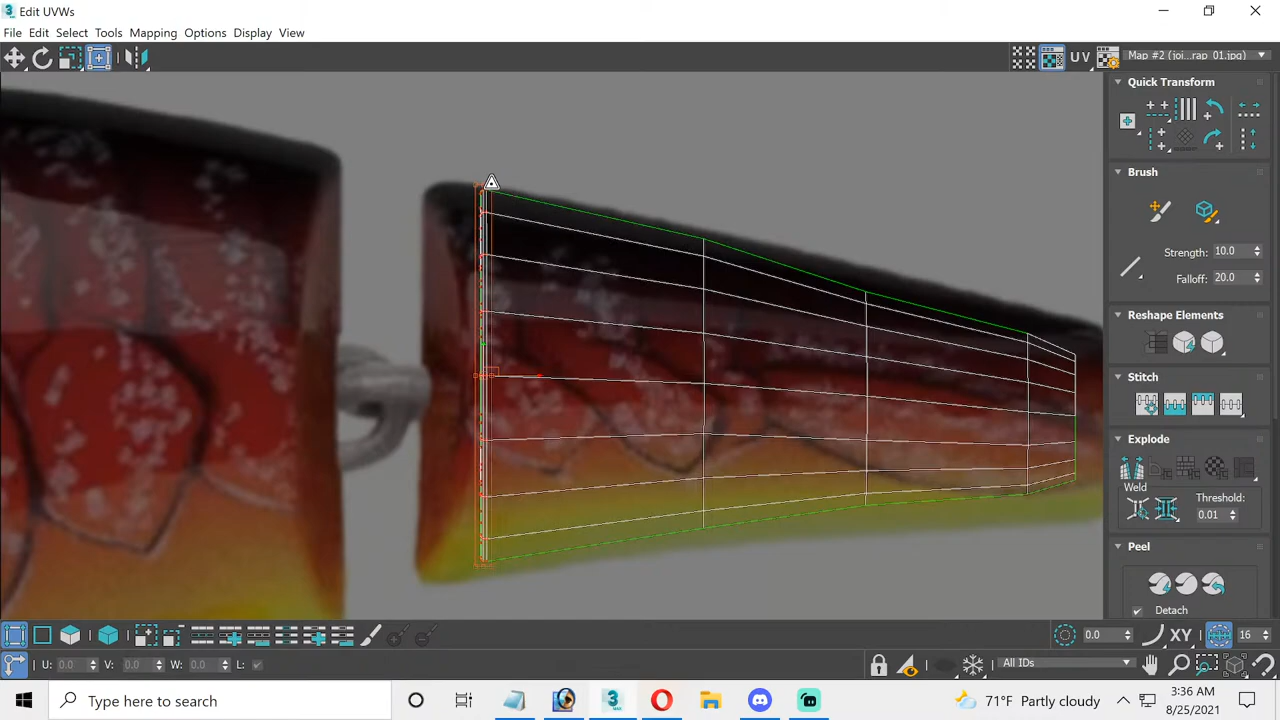 Edit UVWs
File Edit Select Tools Mapping Options Display View
UV Map #2 (joi...rap_01.jpg)
Quick Transform
Brush
Strength: 10.0
Falloff: 20.0
Reshape Elements
Stitch
Explode
Weld
Threshold:
0.01
Peel
Detach
0.0 XY 16
U: 0.0 V: 0.0 W: 0.0 L: All IDs
Type here to search
71°F Partly cloudy
3:36 AM
8/25/2021